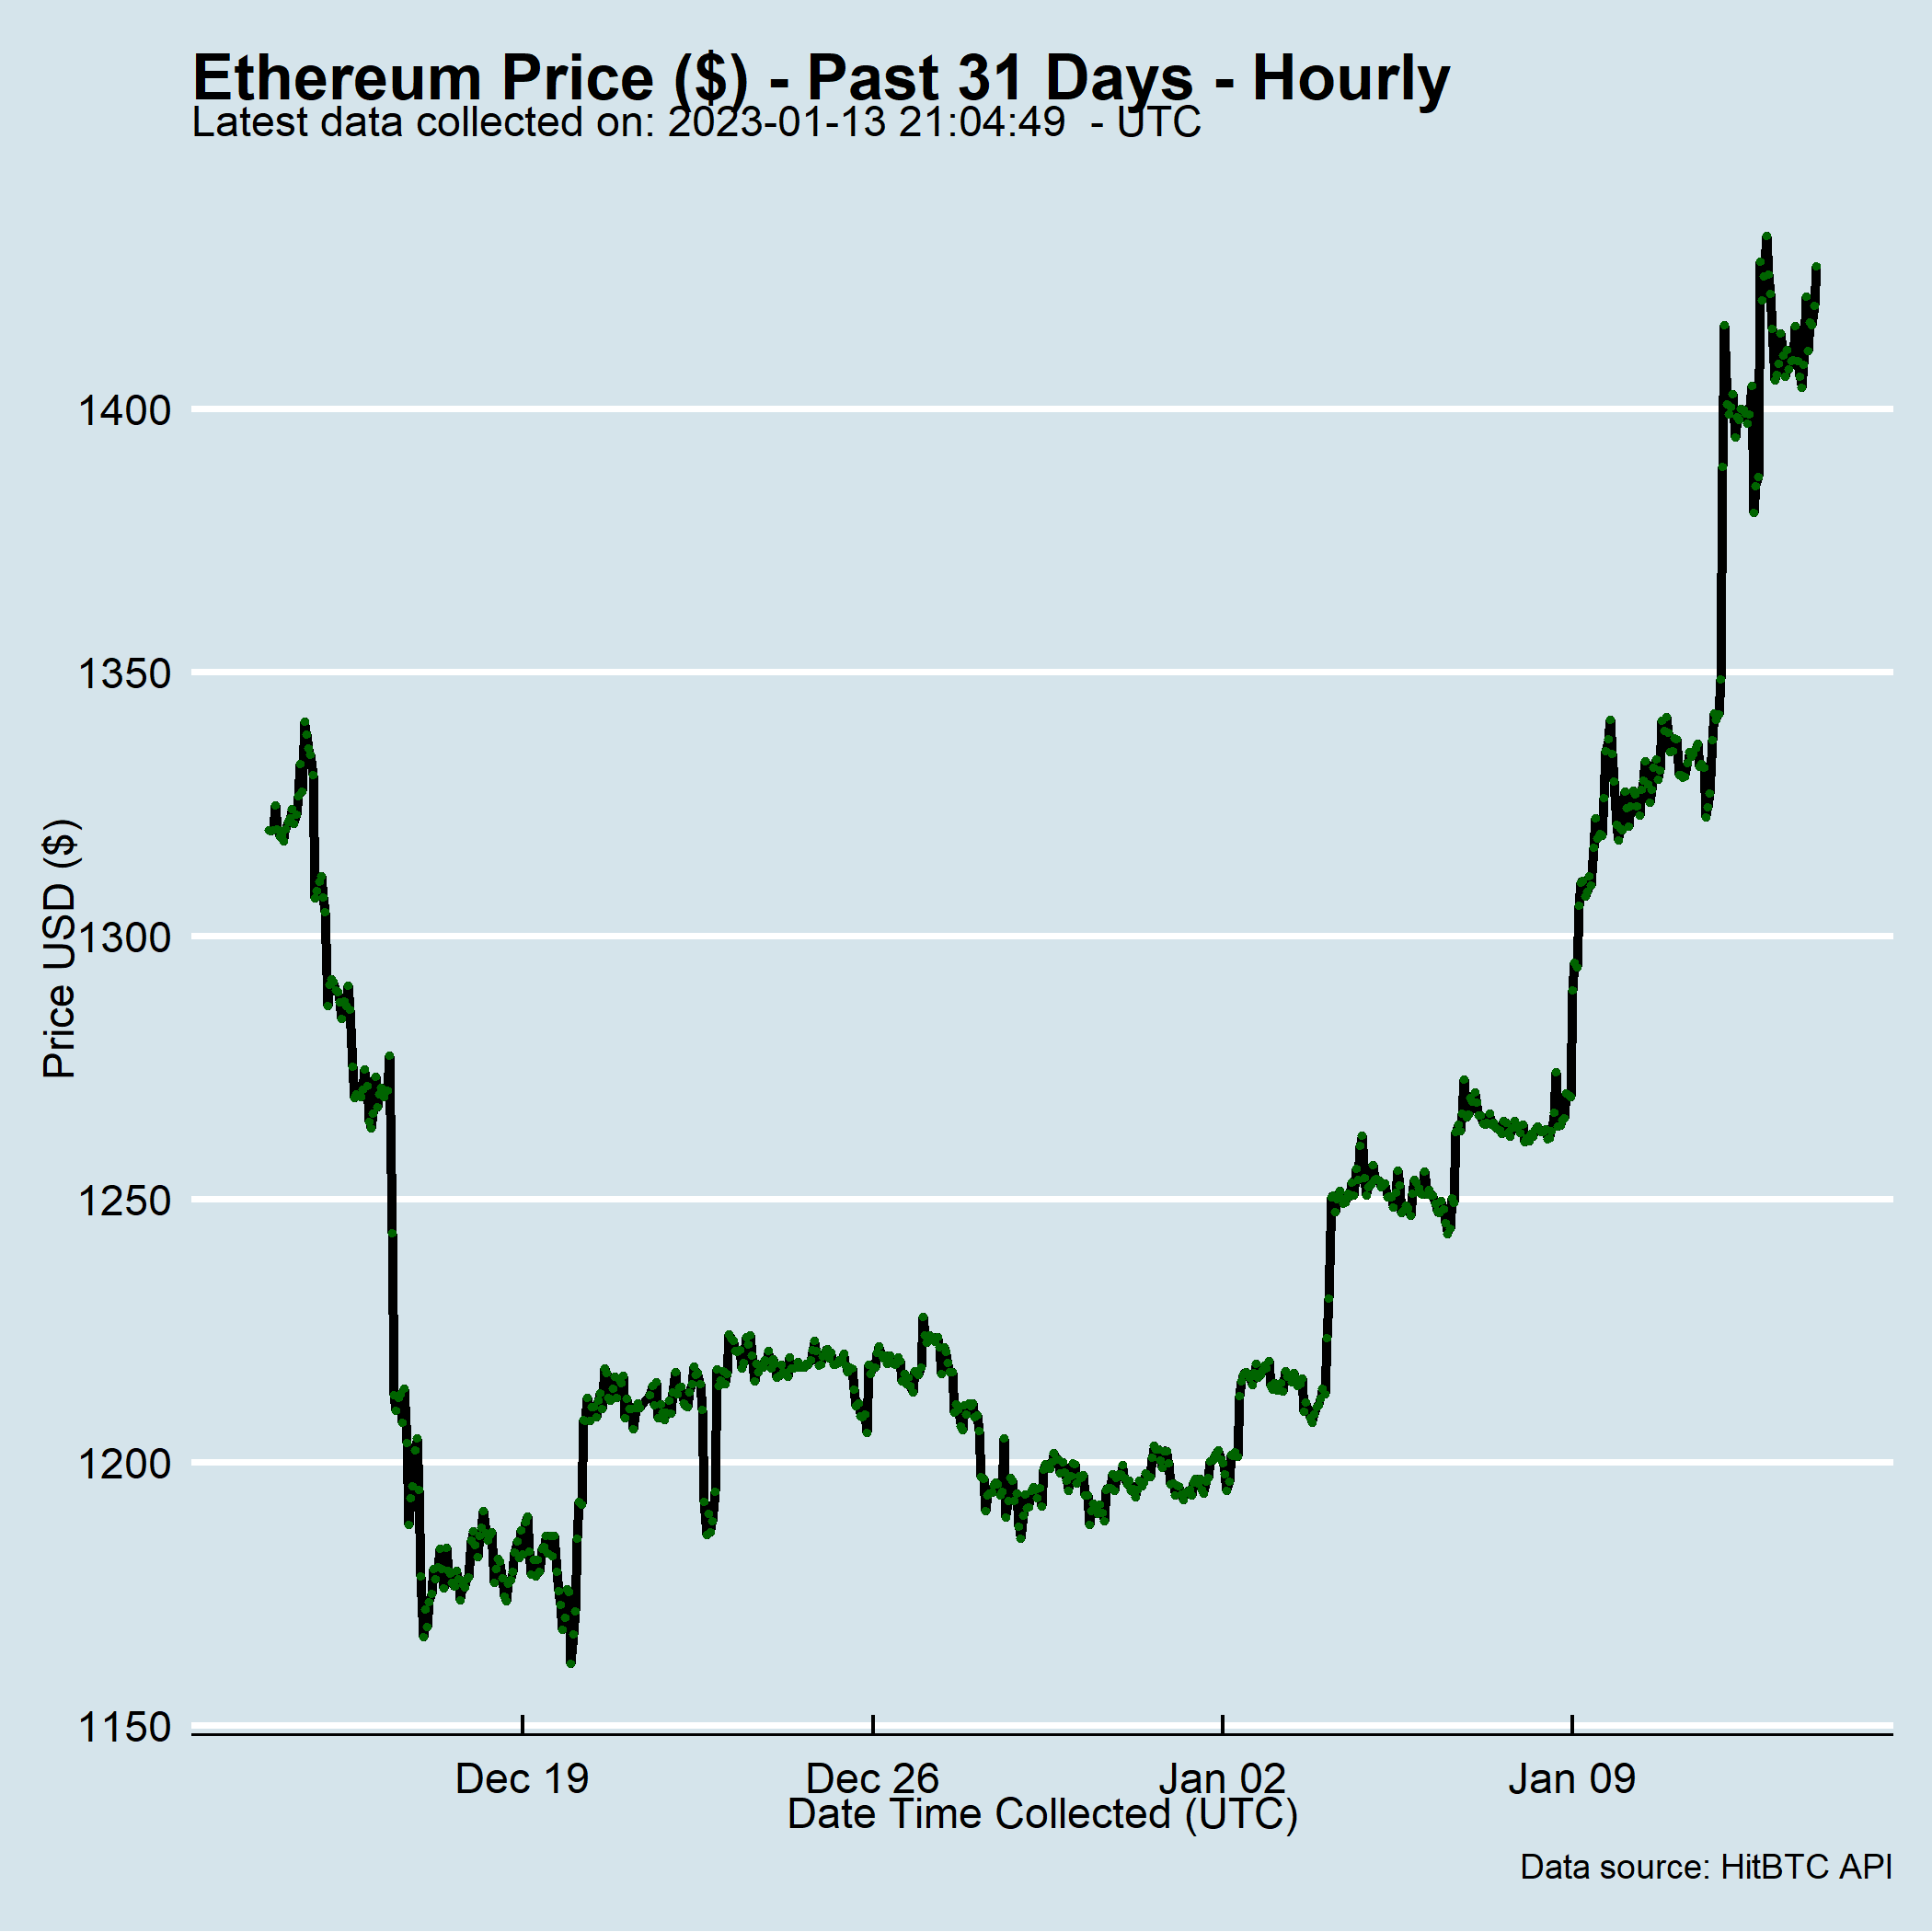 Ethereum Price ($) - Past 31 Days - Hourly
Latest data collected on: 2023-01-13 21:04:49  - UTC
Price USD ($)
1400
1350
1300
1250
1200
1150
Dec 19
Dec 26
Jan 02
Jan 09
Date Time Collected (UTC)
Data source: HitBTC API